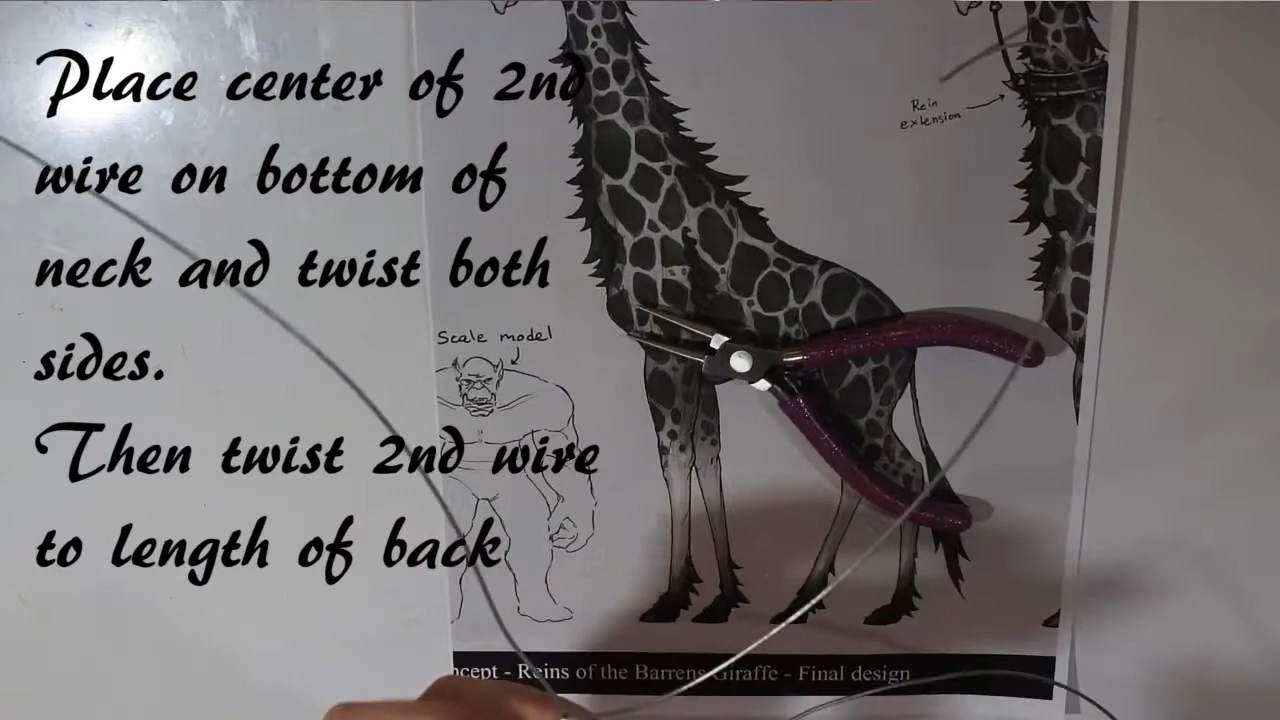 Place center of 2nd
wire on bottom of
neck and twist both
sides.
Then twist 2nd wire
to length of back
Rein
extension
Scale model
ncept - Reins of the Barrens Giraffe - Final design